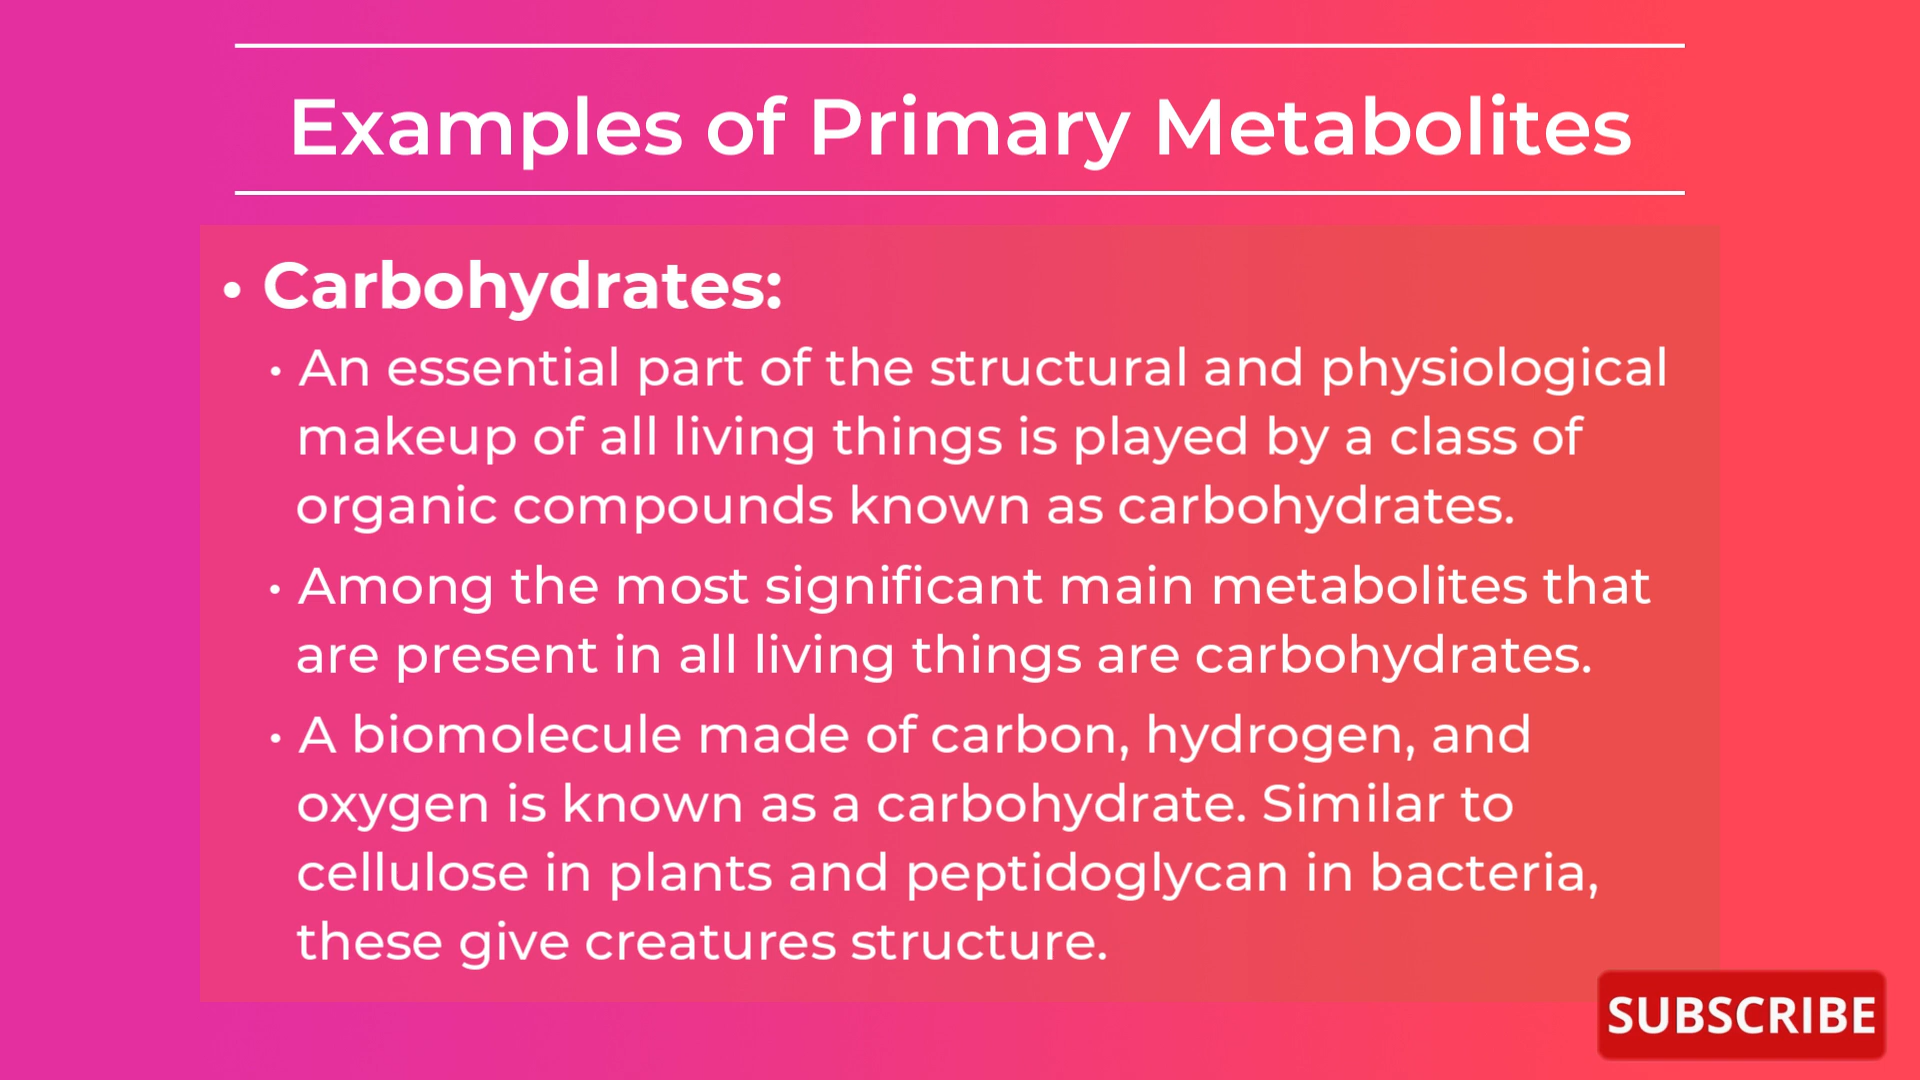 Examples of Primary Metabolites
• Carbohydrates:
• An essential part of the structural and physiological
makeup of all living things is played by a class of
organic compounds known as carbohydrates.
• Among the most significant main metabolites that
are present in all living things are carbohydrates.
• A biomolecule made of carbon, hydrogen, and
oxygen is known as a carbohydrate. Similar to
cellulose in plants and peptidoglycan in bacteria,
these give creatures structure.
SUBSCRIBE